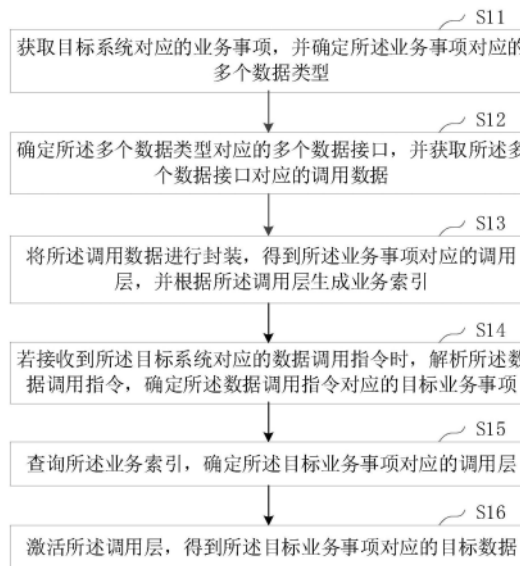 S11
获取目标系统对应的业务事项，并确定所述业务事项对应的
多个数据类型
S12
确定所述多个数据类型对应的多个数据接口，并获取所述多
个数据接口对应的调用数据
S13
将所述调用数据进行封装，得到所述业务事项对应的调用
层，并根据所述调用层生成业务索引
S14
若接收到所述目标系统对应的数据调用指令时，解析所述数
据调用指令，确定所述数据调用指令对应的目标业务事项
S15
查询所述业务索引，确定所述目标业务事项对应的调用层
S16
激活所述调用层，得到所述目标业务事项对应的目标数据